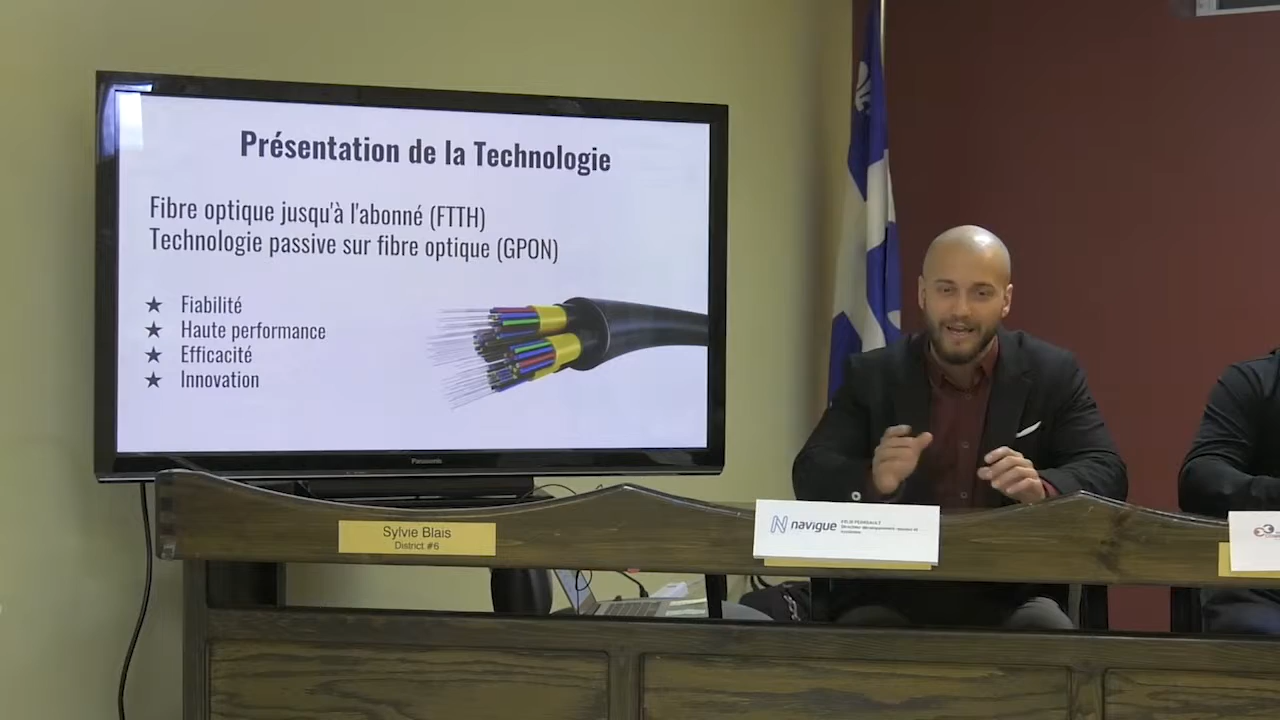 Présentation de la Technologie
Fibre optique jusqu'à l'abonné (FTTH)
Technologie passive sur fibre optique (GPON)
★ Fiabilité
★ Haute performance
★ Efficacité
★ Innovation
Panasonic
Sylvie Blais
District #6
navigue